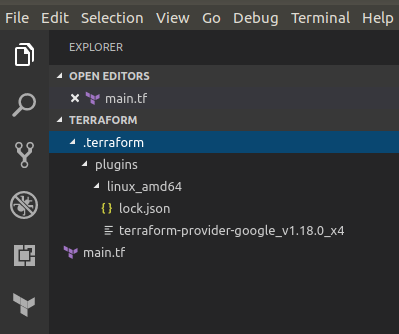 File Edit Selection View Go Debug Terminal Help
EXPLORER
OPEN EDITORS
main.tf
TERRAFORM
.terraform
plugins
linux_amd64
{} lock.json
terraform-provider-google_v1.18.0_x4
main.tf